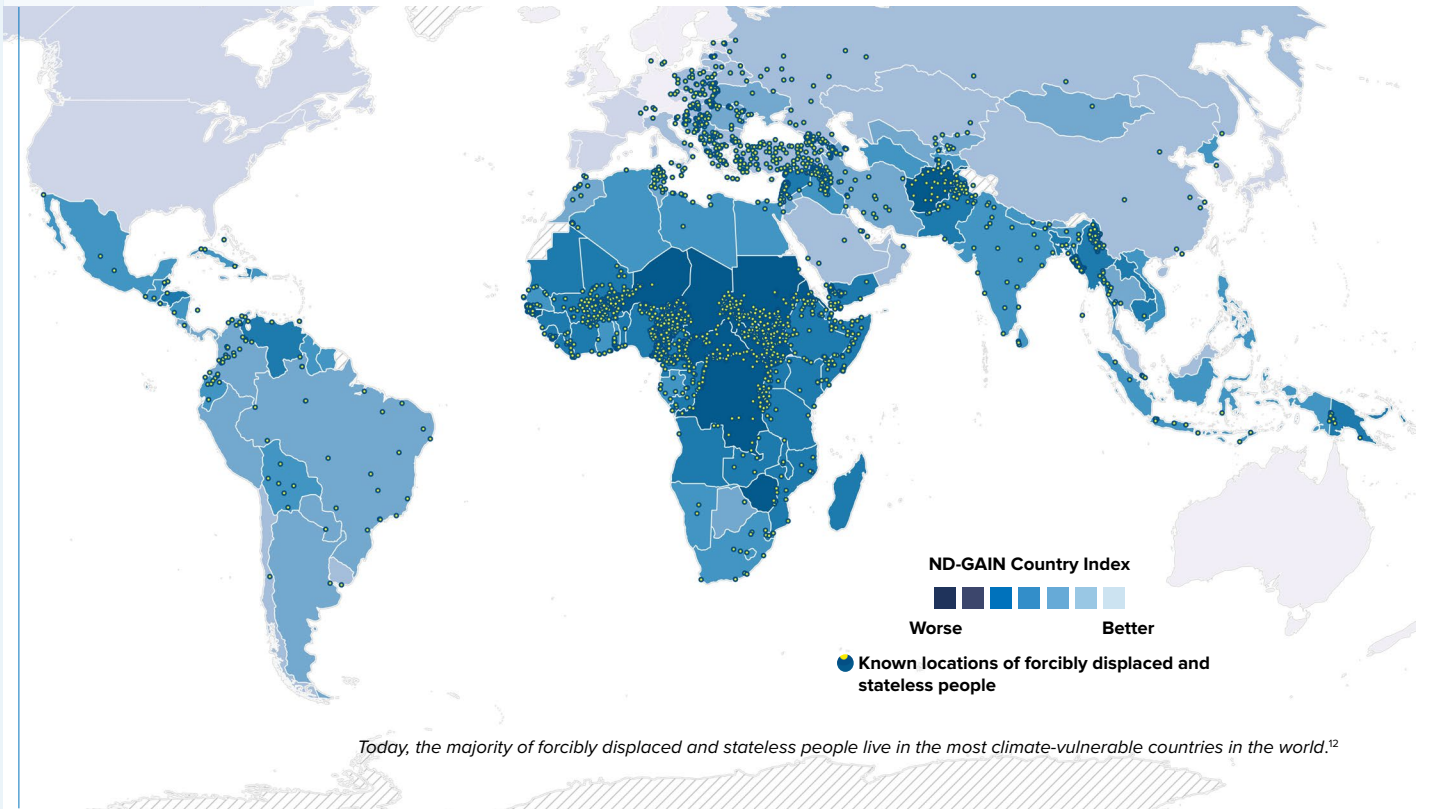 ND-GAIN Country Index
Worse Better
Known locations of forcibly displaced and
stateless people
Today, the majority of forcibly displaced and stateless people live in the most climate-vulnerable countries in the world.12